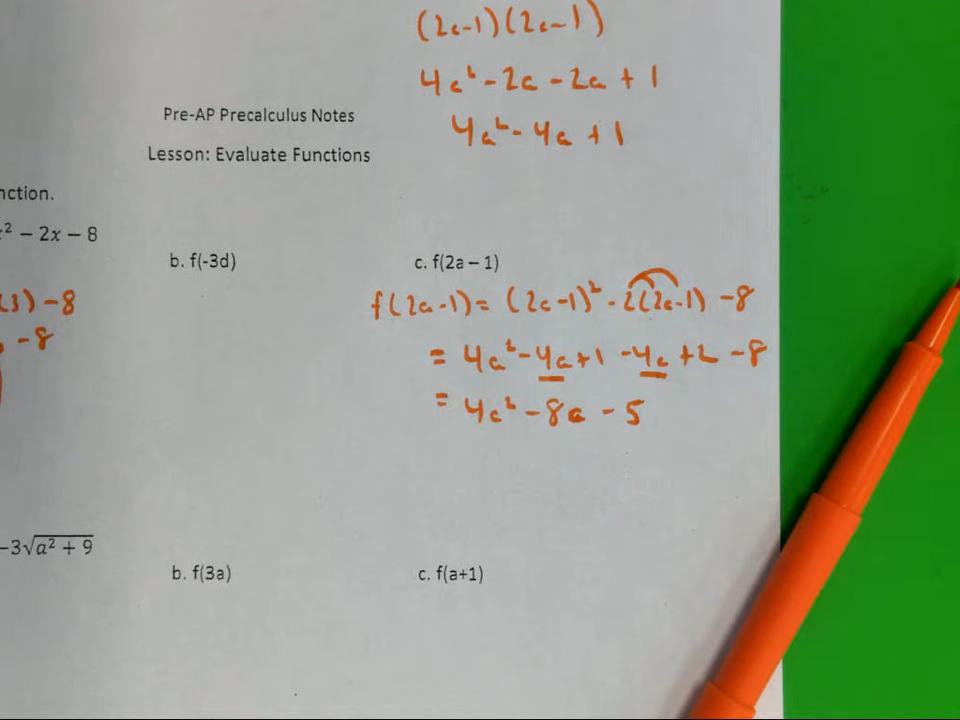 (2a-1)(2a-1)
4a² - 2a - 2a + 1
4a² - 4a + 1
Pre-AP Precalculus Notes
Lesson: Evaluate Functions
nction.
² − 2x − 8
b. f(-3d)
c. f(2a − 1)
3) -8
-8
f(2a-1) = (2a-1)² - 2(2a-1) - 8
= 4a² - 4a + 1 - 4a + 2 - 8
= 4a² - 8a - 5
−3√(a² + 9)
b. f(3a)
c. f(a+1)